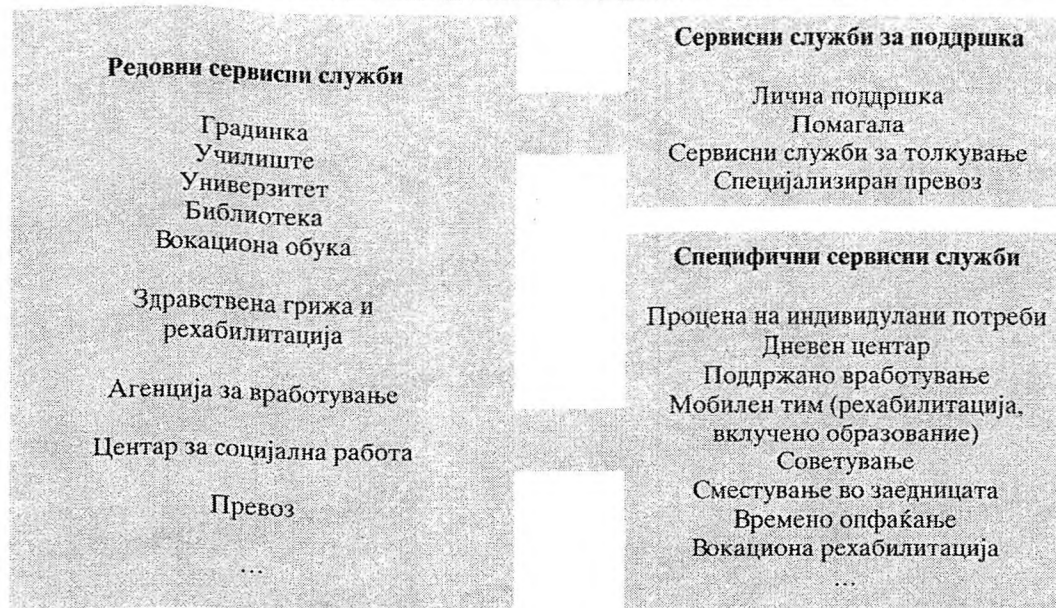 Редовни сервисни служби
Градинка
Училиште
Универзитет
Библиотека
Вокациона обука
Здравствена грижа и
рехабилитација
Агенција за вработување
Центар за социјална работа
Превоз
...
Сервисни служби за поддршка
Лична поддршка
Помагала
Сервисни служби за толкување
Специјализиран превоз
Специфични сервисни служби
Процена на индивидулани потреби
Дневен центар
Поддржано вработување
Мобилен тим (рехабилитација,
вклучено образование)
Советување
Сместување во заедницата
Времено опфаќање
Вокациона рехабилитација
...